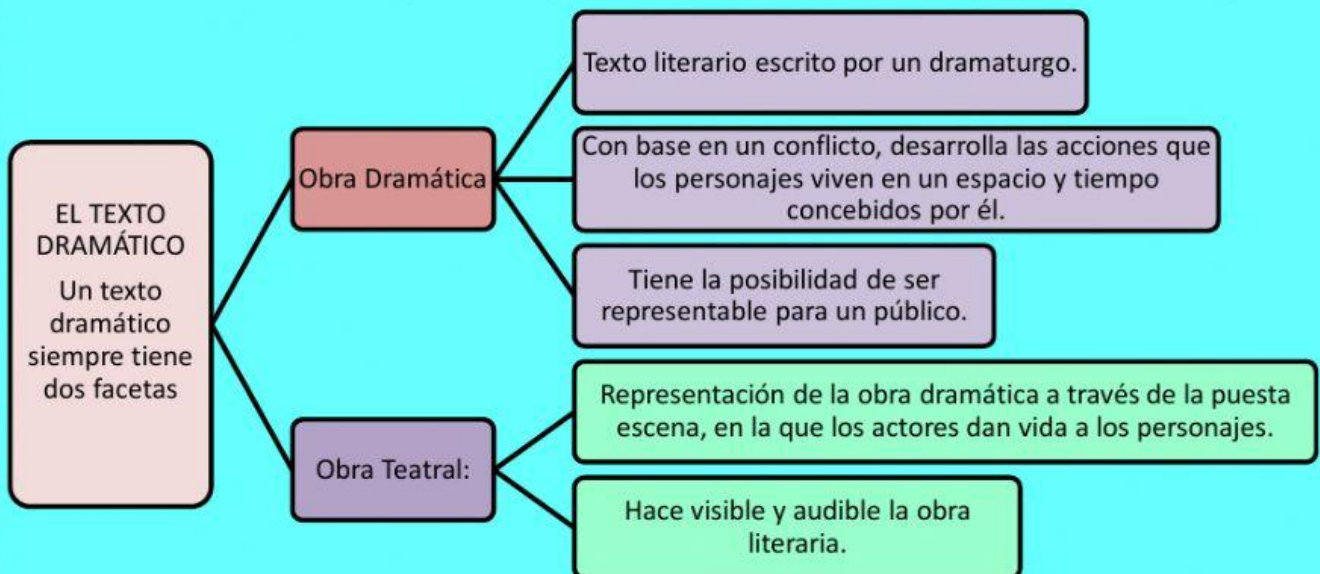 EL TEXTO
DRAMÁTICO
Un texto
dramático
siempre tiene
dos facetas
Obra Dramática
Texto literario escrito por un dramaturgo.
Con base en un conflicto, desarrolla las acciones que
los personajes viven en un espacio y tiempo
concebidos por él.
Tiene la posibilidad de ser
representable para un público.
Obra Teatral:
Representación de la obra dramática a través de la puesta
escena, en la que los actores dan vida a los personajes.
Hace visible y audible la obra
literaria.